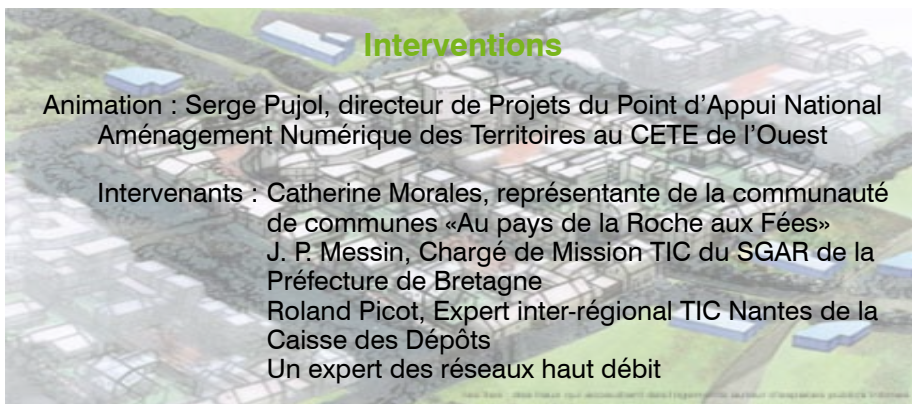 Interventions
Animation : Serge Pujol, directeur de Projets du Point d’Appui National
Aménagement Numérique des Territoires au CETE de l’Ouest
Intervenants : Catherine Morales, représentante de la communauté
de communes «Au pays de la Roche aux Fées»
J. P. Messin, Chargé de Mission TIC du SGAR de la
Préfecture de Bretagne
Roland Picot, Expert inter-régional TIC Nantes de la
Caisse des Dépôts
Un expert des réseaux haut débit